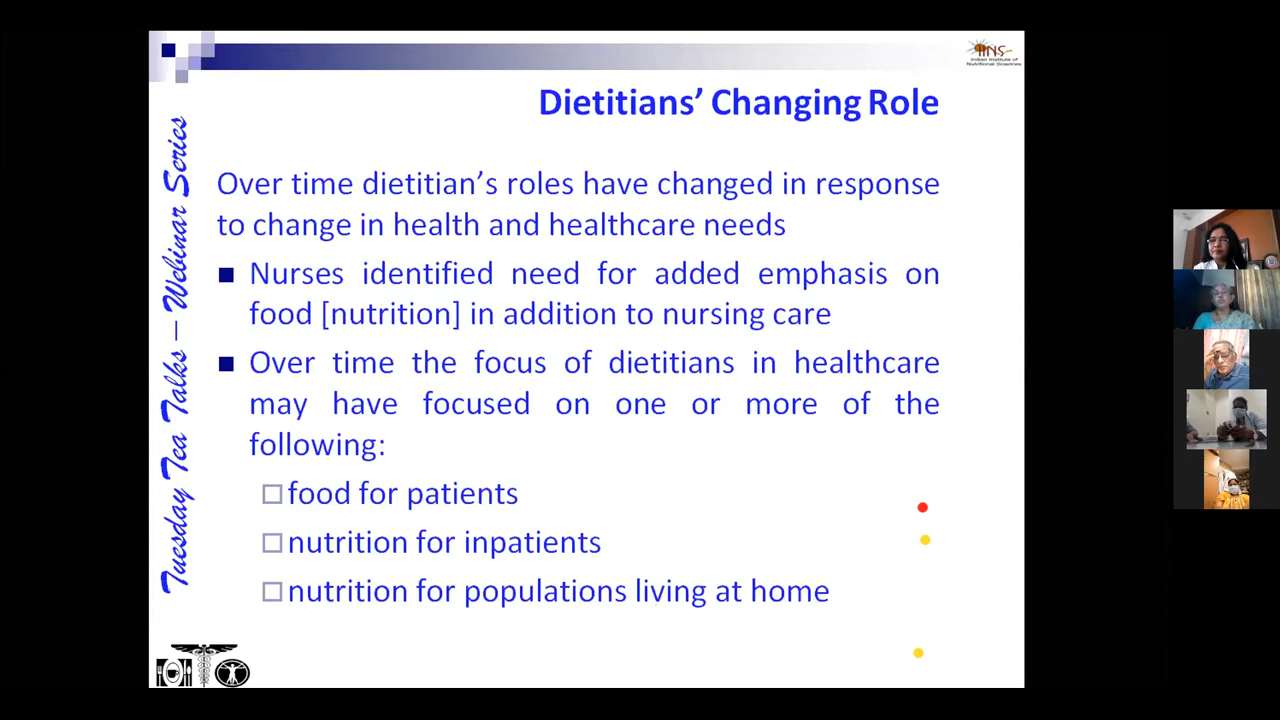 IINS
Indian Institute of
Nutritional Sciences
Dietitians’ Changing Role
Tuesday Tea Talks – Webinar Series
Over time dietitian’s roles have changed in response
to change in health and healthcare needs
Nurses identified need for added emphasis on
food [nutrition] in addition to nursing care
Over time the focus of dietitians in healthcare
may have focused on one or more of the
following:
food for patients
nutrition for inpatients
nutrition for populations living at home